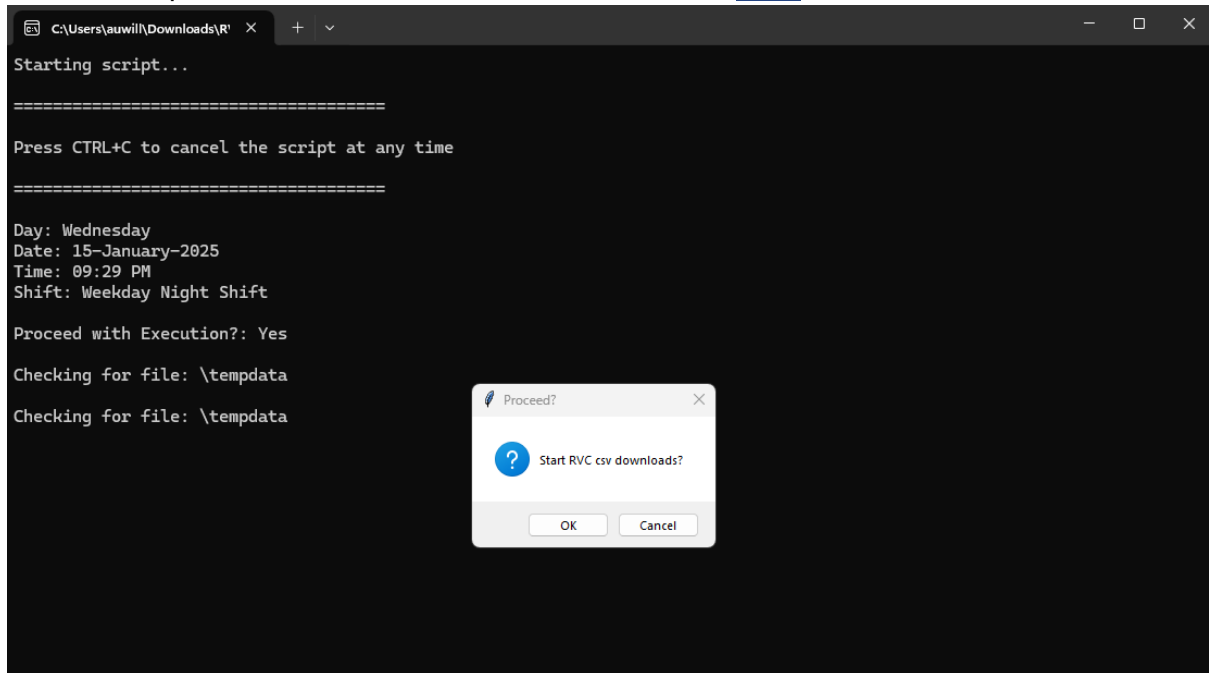 C:\Users\auwill\Downloads\R'
Starting script...
======================================
Press CTRL+C to cancel the script at any time
======================================
Day: Wednesday
Date: 15-January-2025
Time: 09:29 PM
Shift: Weekday Night Shift
Proceed with Execution?: Yes
Checking for file: \tempdata
Checking for file: \tempdata
Proceed?
Start RVC csv downloads?
OK Cancel